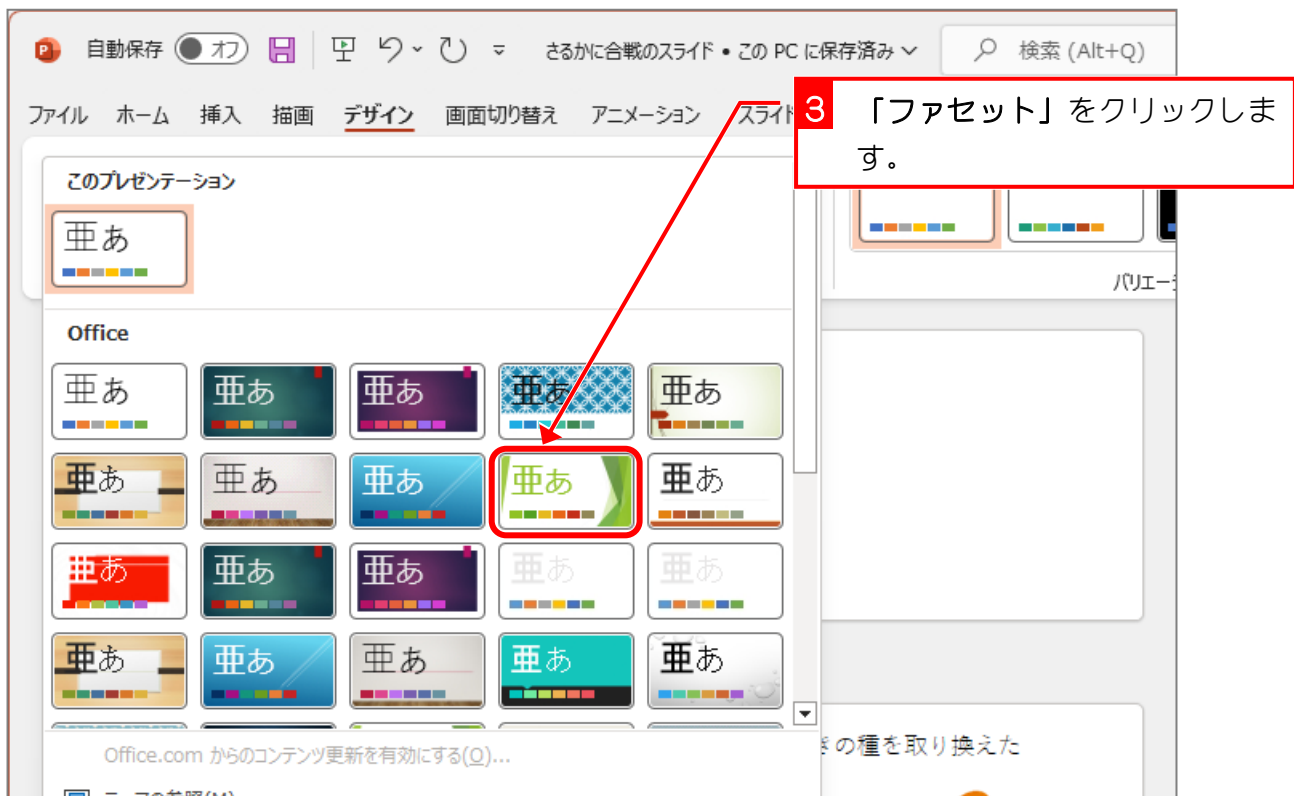 自動保存 オフ さるかに合戦のスライド • この PC に保存済み 検索 (Alt+Q)
ファイル ホーム 挿入 描画 デザイン 画面切り替え アニメーション スライド
3 「ファセット」をクリックしま
す。
このプレゼンテーション
亜あ
バリエー
Office
亜あ 亜あ 亜あ 亜あ 亜あ
亜あ 亜あ 亜あ 亜あ 亜あ
亜あ 亜あ 亜あ 亜あ 亜あ
亜あ 亜あ 亜あ 亜あ 亜あ
Office.com からのコンテンツ更新を有効にする(O)...
きの種を取り換えた
テーマの参照(M)